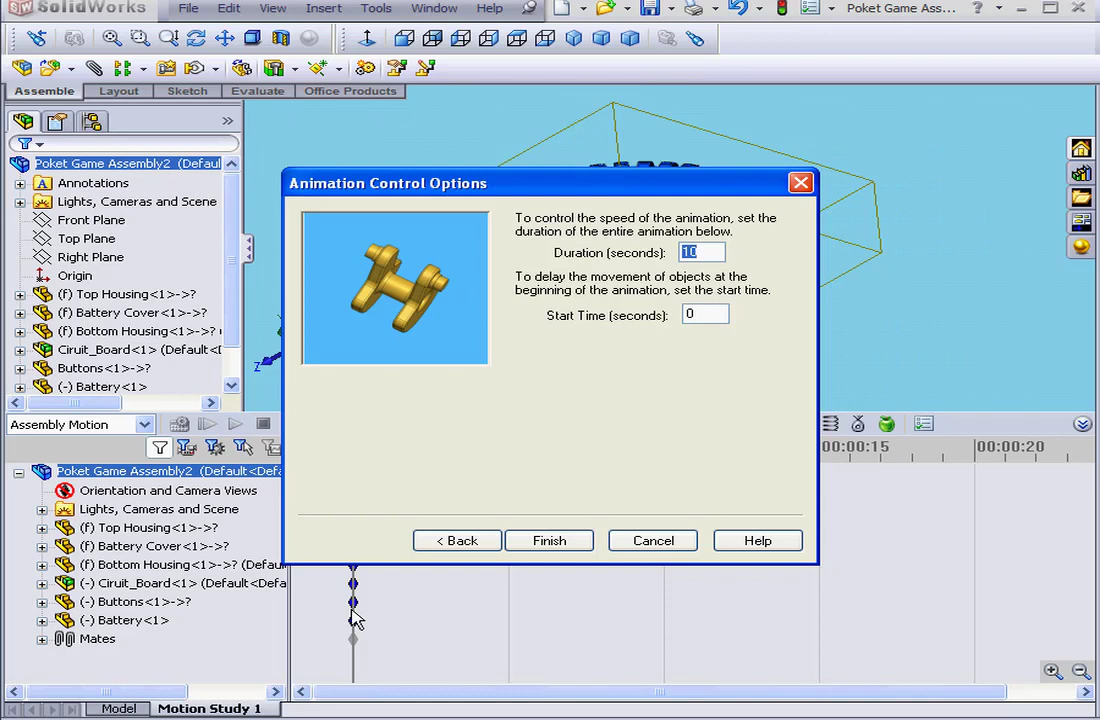 SolidWorks File Edit View Insert Tools Window Help Poket Game Ass...
Assemble Layout Sketch Evaluate Office Products
Poket Game Assembly2 (Defaul
Annotations
Lights, Cameras and Scene
Front Plane
Top Plane
Right Plane
Origin
(f) Top Housing<1>->?
(f) Battery Cover<1>->?
(f) Bottom Housing<1>->?
Ciruit_Board<1> (Default<D
Buttons<1>->?
(-) Battery<1>
Z
Animation Control Options
To control the speed of the animation, set the
duration of the entire animation below.
Duration (seconds): 10
To delay the movement of objects at the
beginning of the animation, set the start time.
Start Time (seconds): 0
< Back Finish Cancel Help
Assembly Motion
00:00:15 00:00:20
Poket Game Assembly2 (Default<Def
Orientation and Camera Views
Lights, Cameras and Scene
(f) Top Housing<1>->?
(f) Battery Cover<1>->?
(f) Bottom Housing<1>->? (Defau
(-) Ciruit_Board<1> (Default<De
(-) Buttons<1>->?
(-) Battery<1>
Mates
Model Motion Study 1